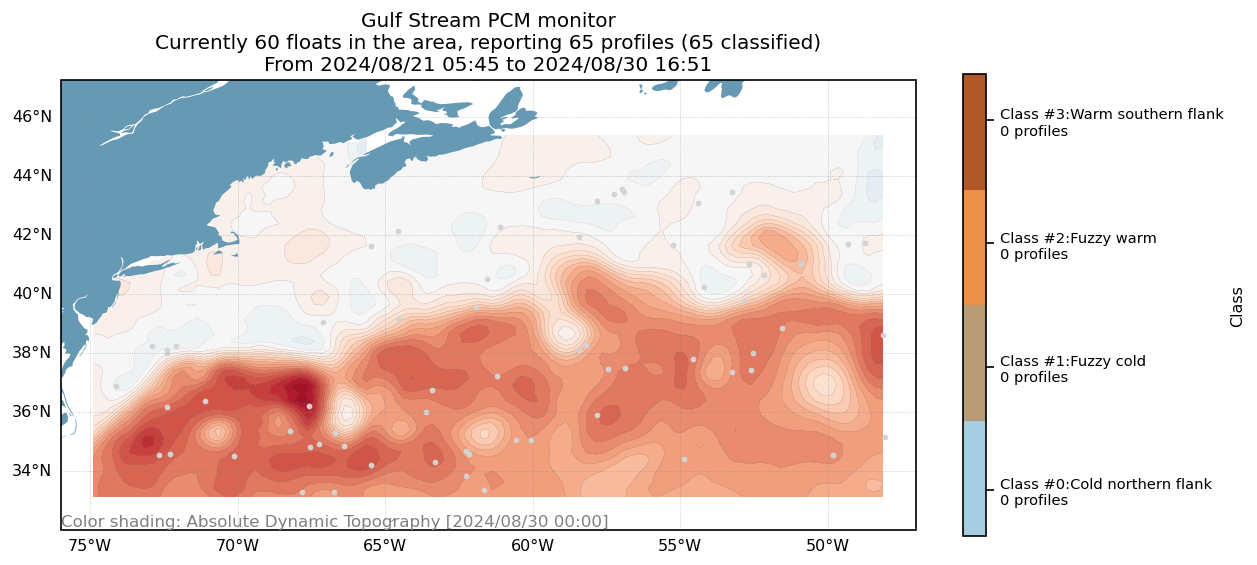 Gulf Stream PCM monitor
Currently 60 floats in the area, reporting 65 profiles (65 classified)
From 2024/08/21 05:45 to 2024/08/30 16:51
46°N
44°N
42°N
40°N
38°N
36°N
34°N
Color shading: Absolute Dynamic Topography [2024/08/30 00:00]
75°W
70°W
65°W
60°W
55°W
50°W
Class #3:Warm southern flank
0 profiles
Class #2:Fuzzy warm
0 profiles
Class #1:Fuzzy cold
0 profiles
Class #0:Cold northern flank
0 profiles
Class